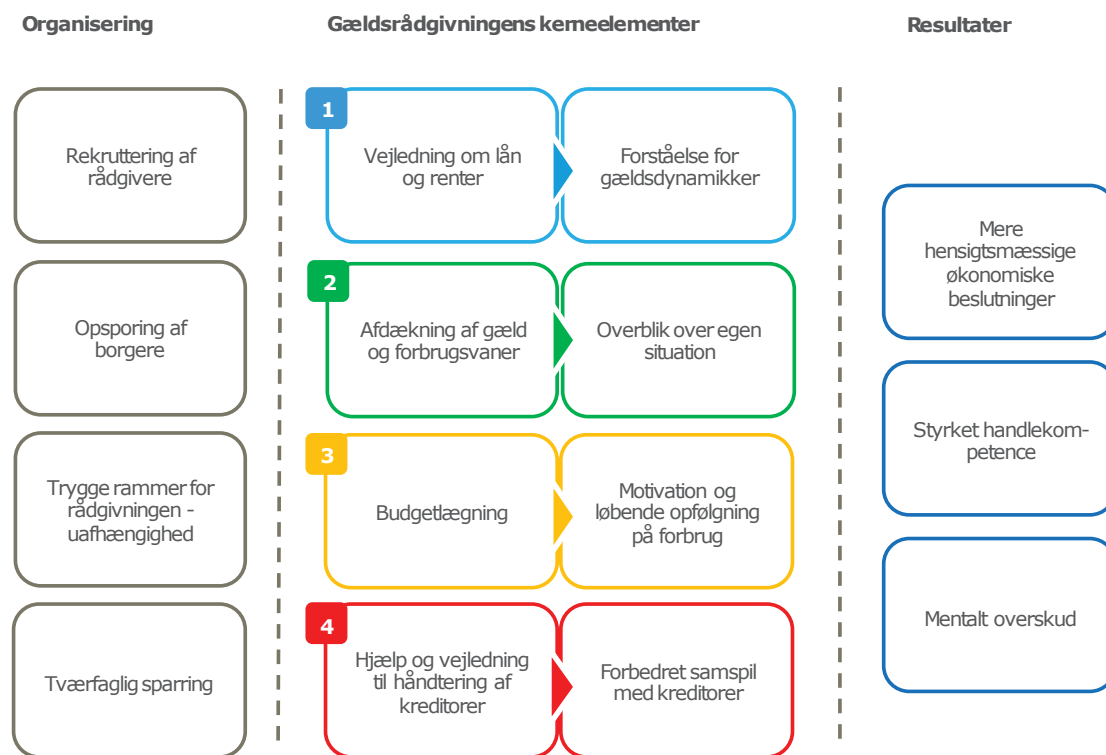 Organisering
Gældsrådgivningens kerneelementer
Resultater
Rekruttering af
rådgivere
Opsporing af
borgere
Trygge rammer for
rådgivningen -
uafhængighed
Tværfaglig sparring
1
Vejledning om lån
og renter
Forståelse for
gældsdynamikker
2
Afdækning af gæld
og forbrugsvaner
Overblik over egen
situation
3
Budgetlægning
Motivation og
løbende opfølgning
på forbrug
4
Hjælp og vejledning
til håndtering af
kreditorer
Forbedret samspil
med kreditorer
Mere
hensigtsmæssige
økonomiske
beslutninger
Styrket handlekom-
petence
Mentalt overskud